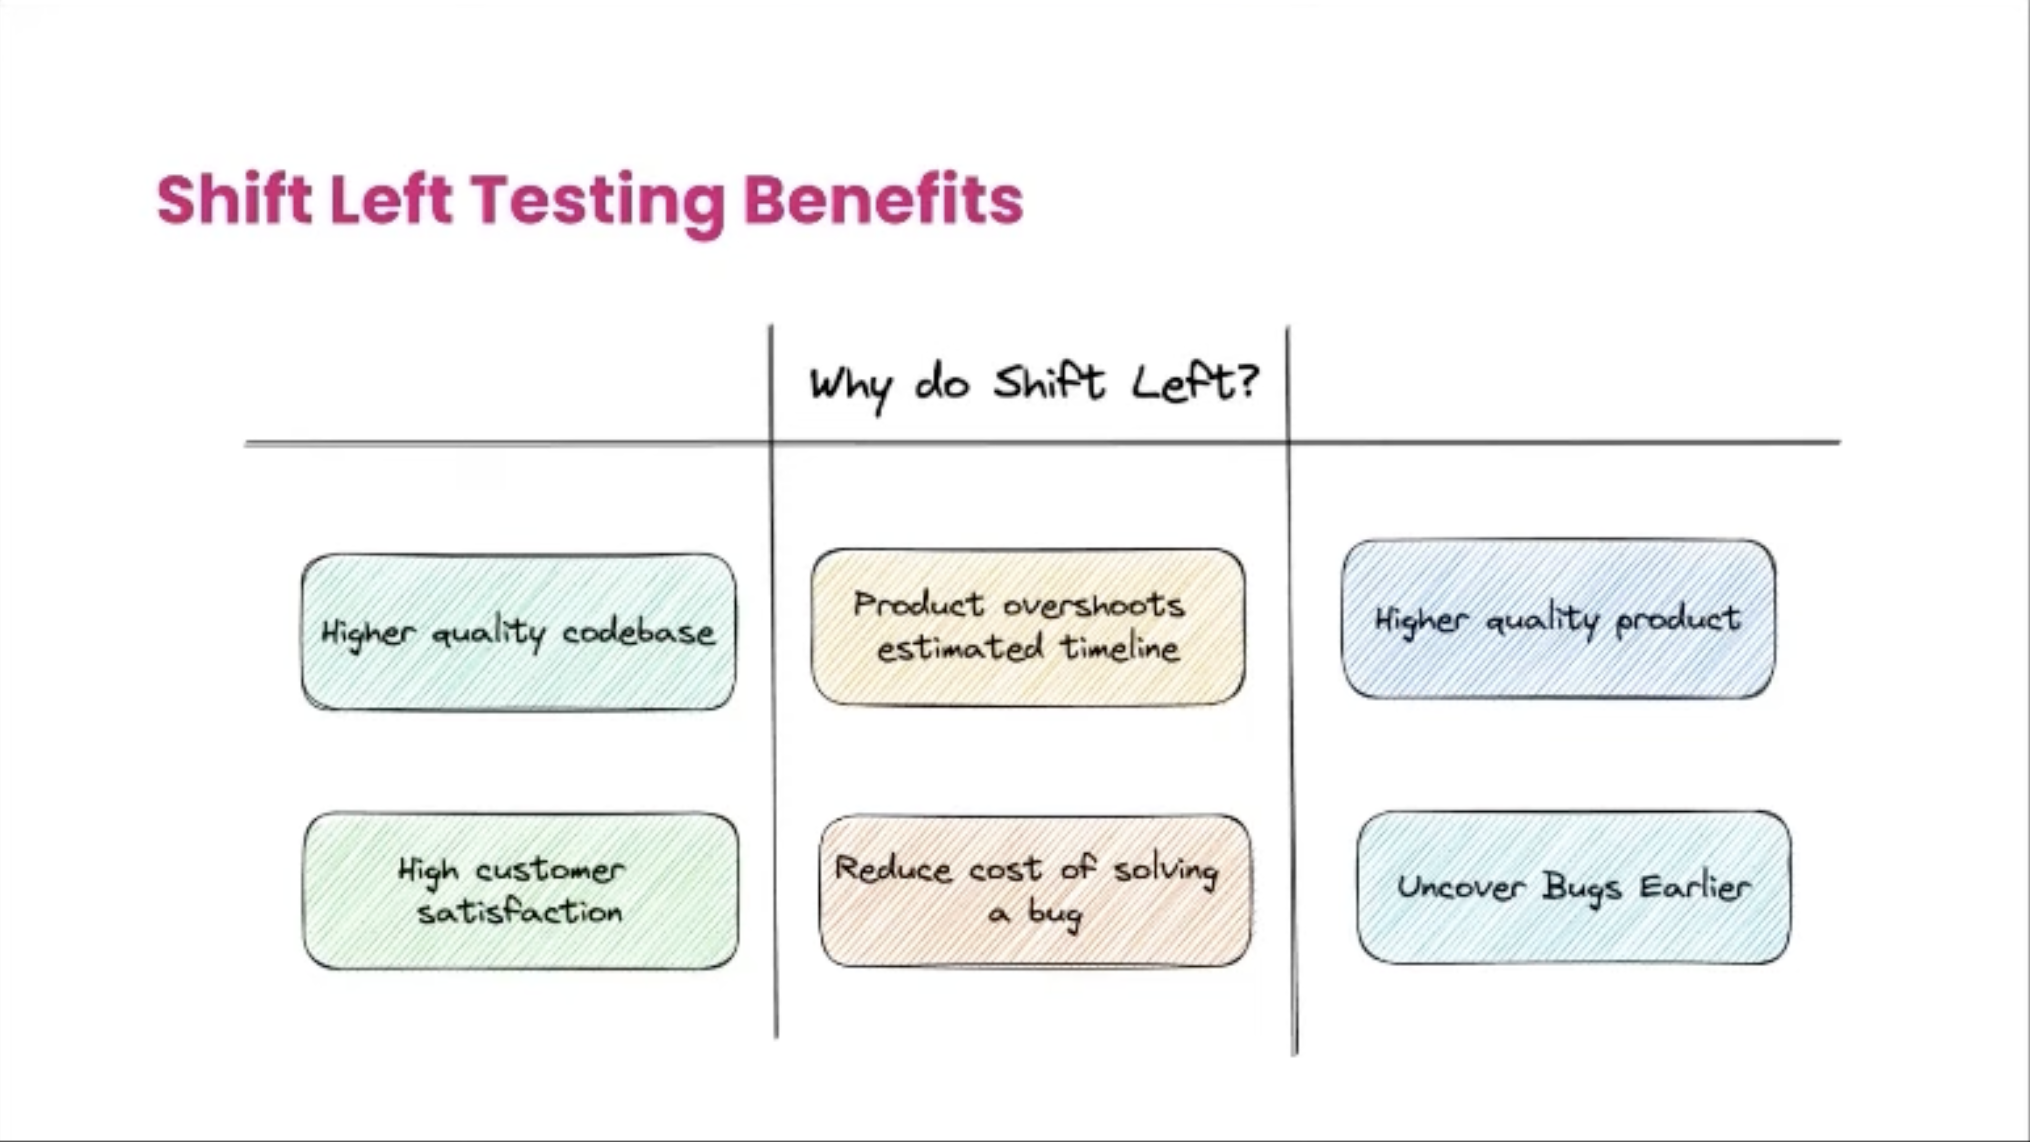 Shift Left Testing Benefits
Why do Shift Left?
Higher quality codebase
Product overshoots
estimated timeline
Higher quality product
High customer
satisfaction
Reduce cost of solving
a bug
Uncover Bugs Earlier